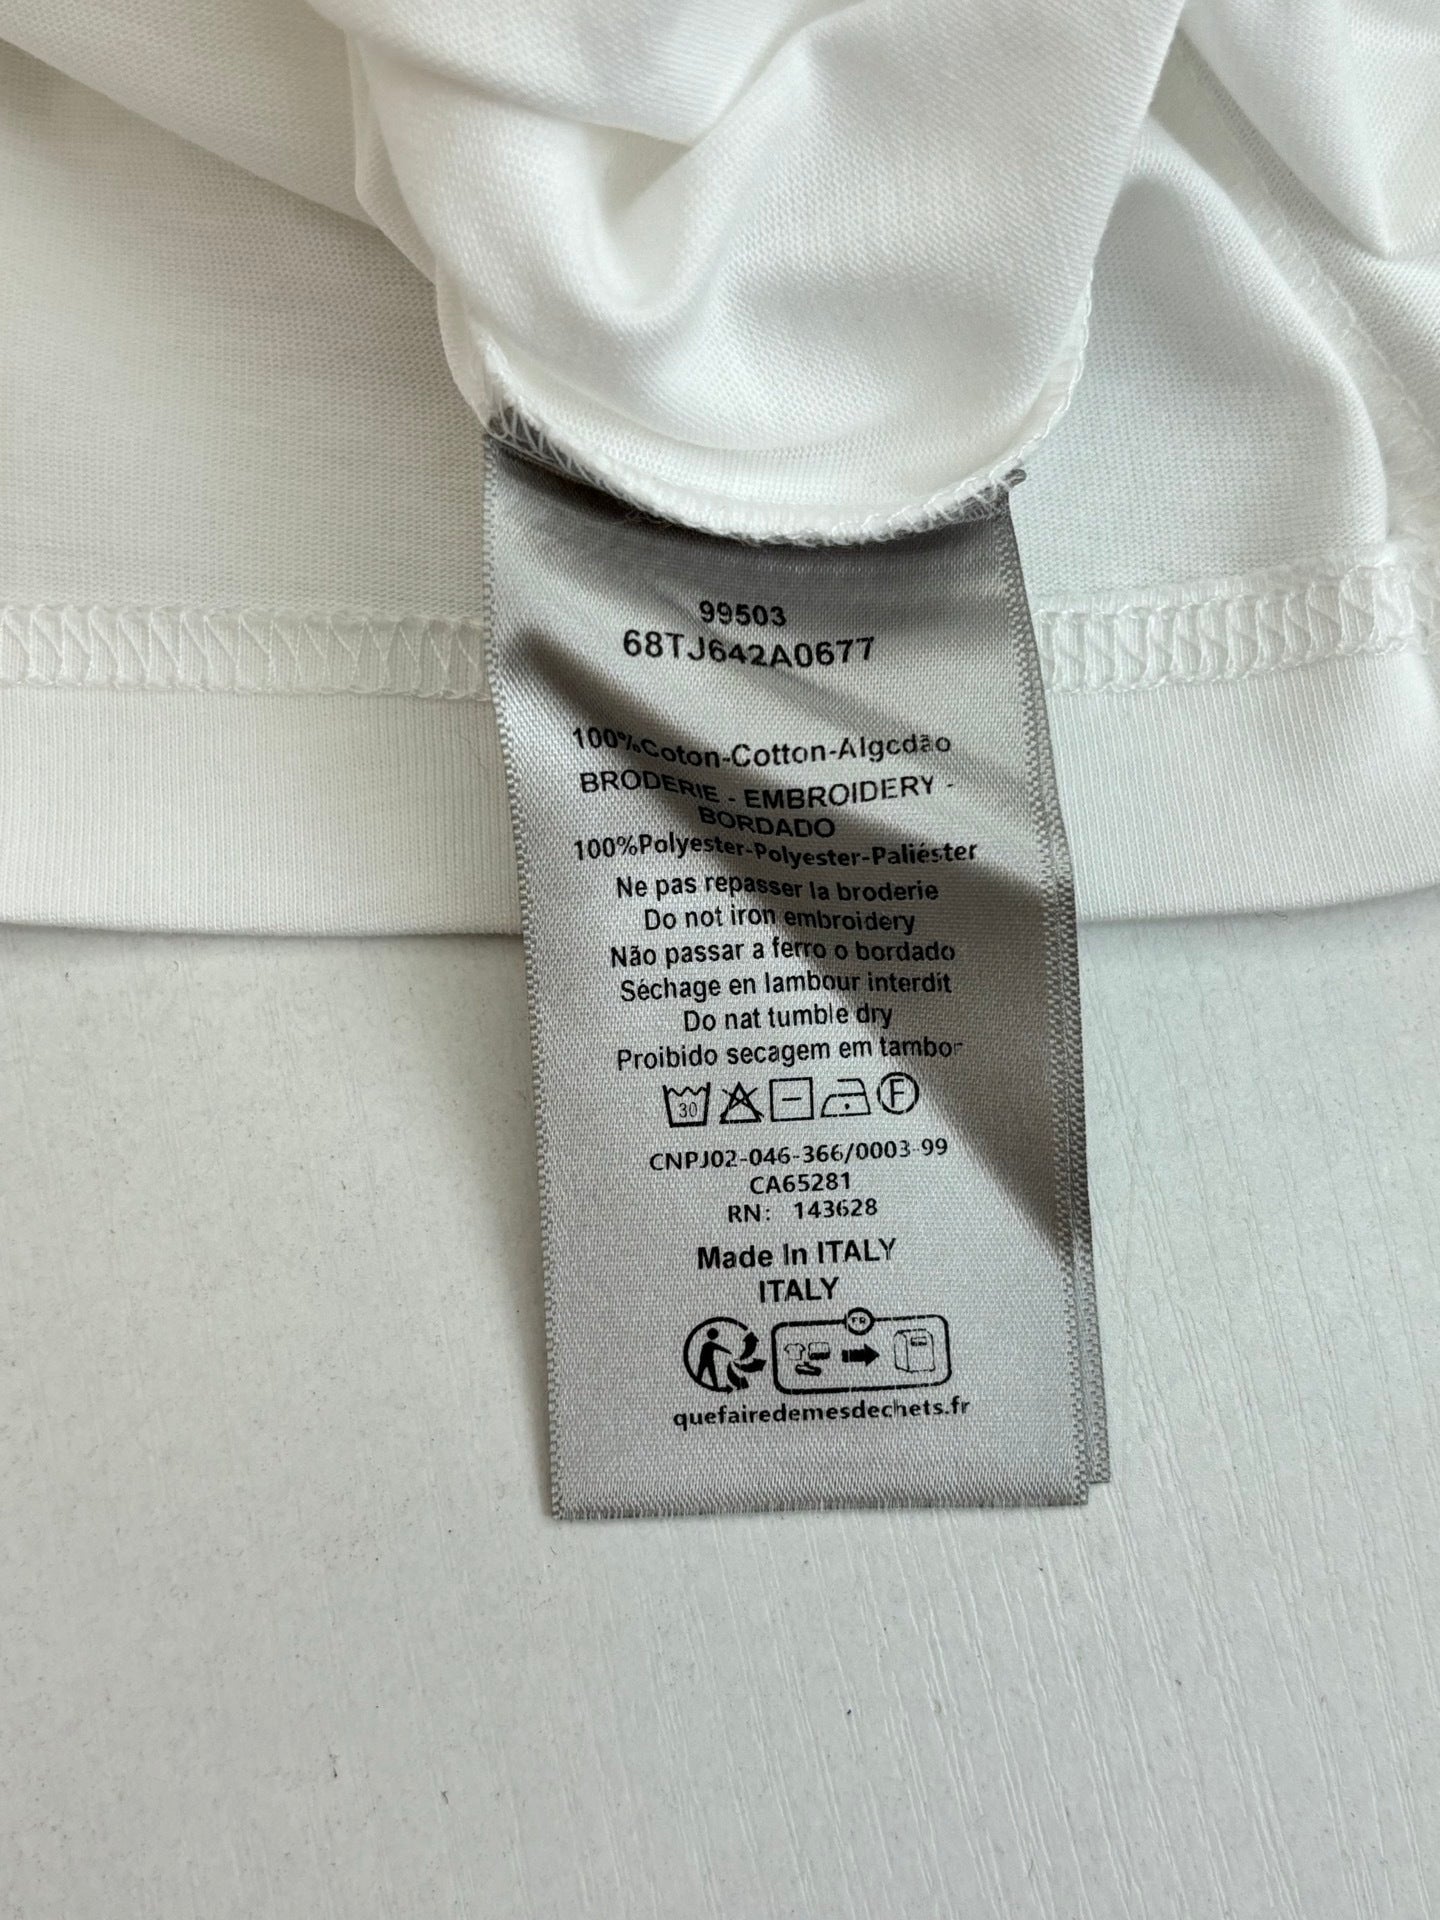 99503
68TJ642A0677
100%Coton-Cotton-Algcdão
BRODERIE - EMBROIDERY -
BORDADO
100%Polyester-Polyester-Paliéster
Ne pas repasser la broderie
Do not iron embroidery
Não passar a ferro o bordado
Séchage en lambour interdit
Do nat tumble dry
Proibido secagem em tambor
30 F
CNPJ02-046-366/0003-99
CA65281
RN: 143628
Made In ITALY
ITALY
FR
quefairedemesdechets.fr